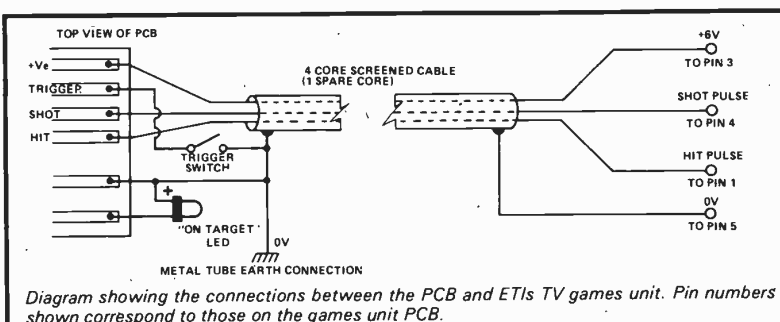 TOP VIEW OF PCB
+Ve
TRIGGER
SHOT
HIT
TRIGGER
SWITCH
+
"ON TARGET"
LED
0V
METAL TUBE EARTH CONNECTION
4 CORE SCREENED CABLE
(1 SPARE CORE)
+6V
TO PIN 3
SHOT PULSE
TO PIN 4
HIT PULSE
TO PIN 1
0V
TO PIN 5
Diagram showing the connections between the PCB and ETIs TV games unit. Pin numbers
shown correspond to those on the games unit PCB.